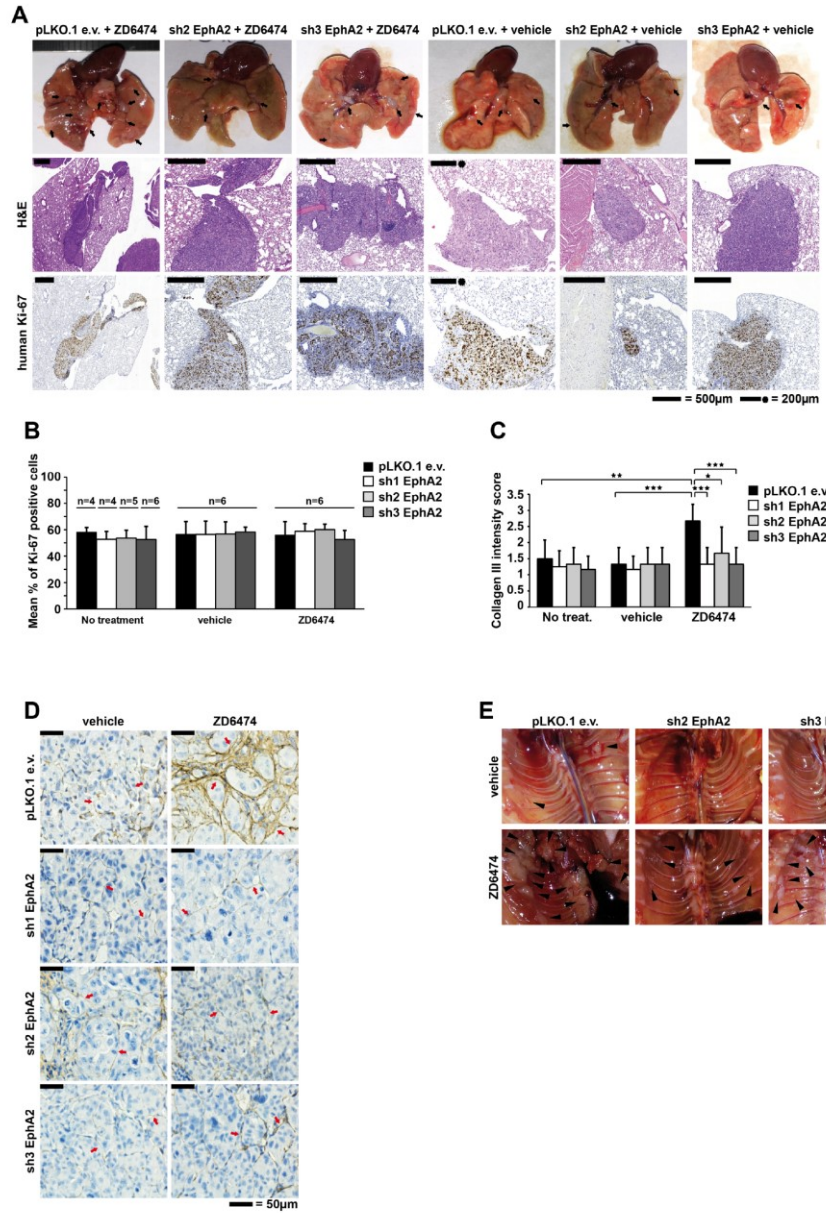 A
pLKO.1 e.v. + ZD6474 sh2 EphA2 + ZD6474 sh3 EphA2 + ZD6474 pLKO.1 e.v. + vehicle sh2 EphA2 + vehicle sh3 EphA2 + vehicle
H&E
human Ki-67
= 500µm = 200µm
B
Mean % of Ki-67 positive cells
100
80
60
40
20
0
n=4 n=4 n=5 n=6
n=6
n=6
No treatment vehicle ZD6474
pLKO.1 e.v.
sh1 EphA2
sh2 EphA2
sh3 EphA2
C
Collagen III intensity score
3.5
3
2.5
2
1.5
1
** *** *** * ***
No treat. vehicle ZD6474
pLKO.1 e.v.
sh1 EphA2
sh2 EphA2
sh3 EphA2
D
vehicle ZD6474
pLKO.1 e.v.
sh1 EphA2
sh2 EphA2
sh3 EphA2
= 50µm
E
pLKO.1 e.v. sh2 EphA2 sh3
vehicle
ZD6474